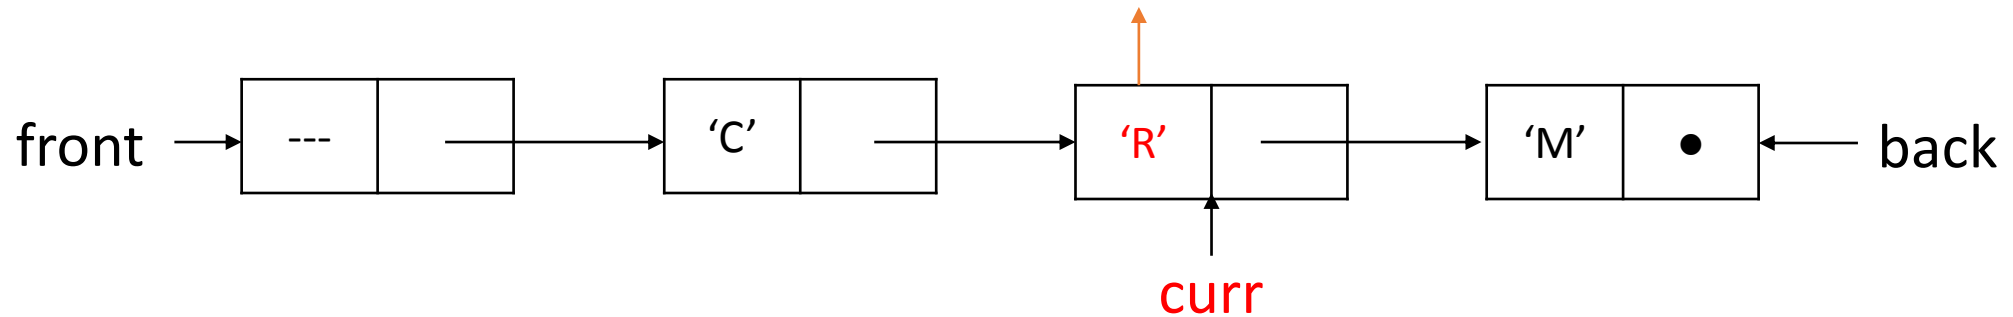 front --- ‘C’ ‘R’ ‘M’ back
curr